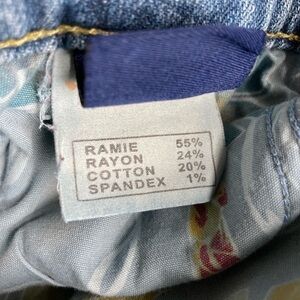 RAMIE 55%
RAYON 24%
COTTON 20%
SPANDEX 1%